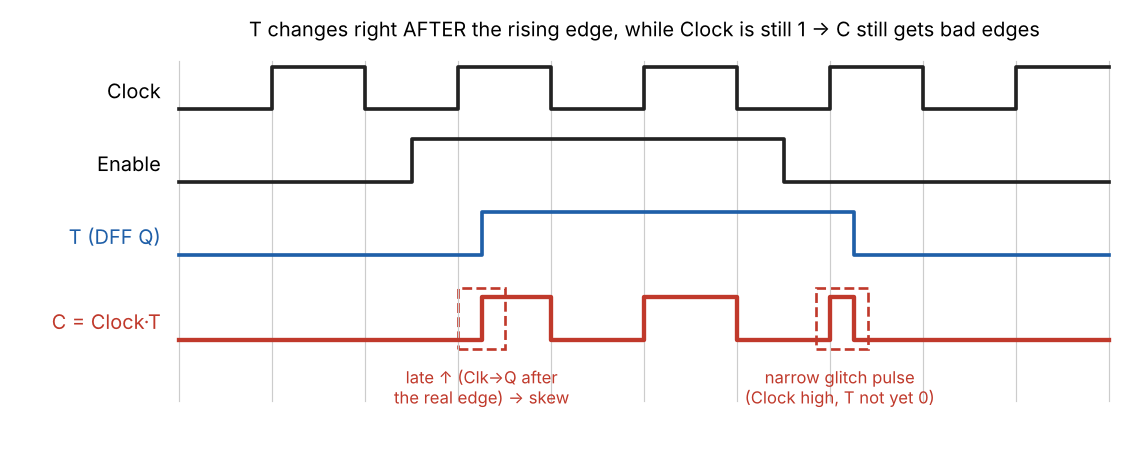 T changes right AFTER the rising edge, while Clock is still 1 → C still gets bad edges
Clock
Enable
T (DFF Q)
C = Clock·T
late ↑ (Clk→Q after
the real edge) → skew
narrow glitch pulse
(Clock high, T not yet 0)